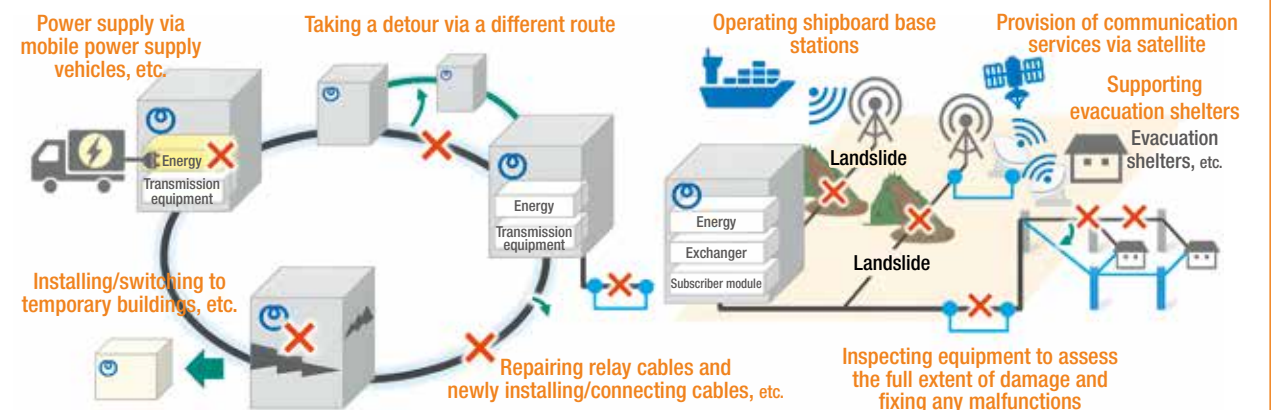 Power supply via
mobile power supply
vehicles, etc.
Taking a detour via a different route
Operating shipboard base
stations
Provision of communication
services via satellite
Supporting
evacuation shelters
Evacuation
shelters, etc.
Energy
Transmission
equipment
Energy
Transmission
equipment
Landslide
Energy
Exchanger
Subscriber module
Landslide
Installing/switching to
temporary buildings, etc.
Repairing relay cables and
newly installing/connecting cables, etc.
Inspecting equipment to assess
the full extent of damage and
fixing any malfunctions